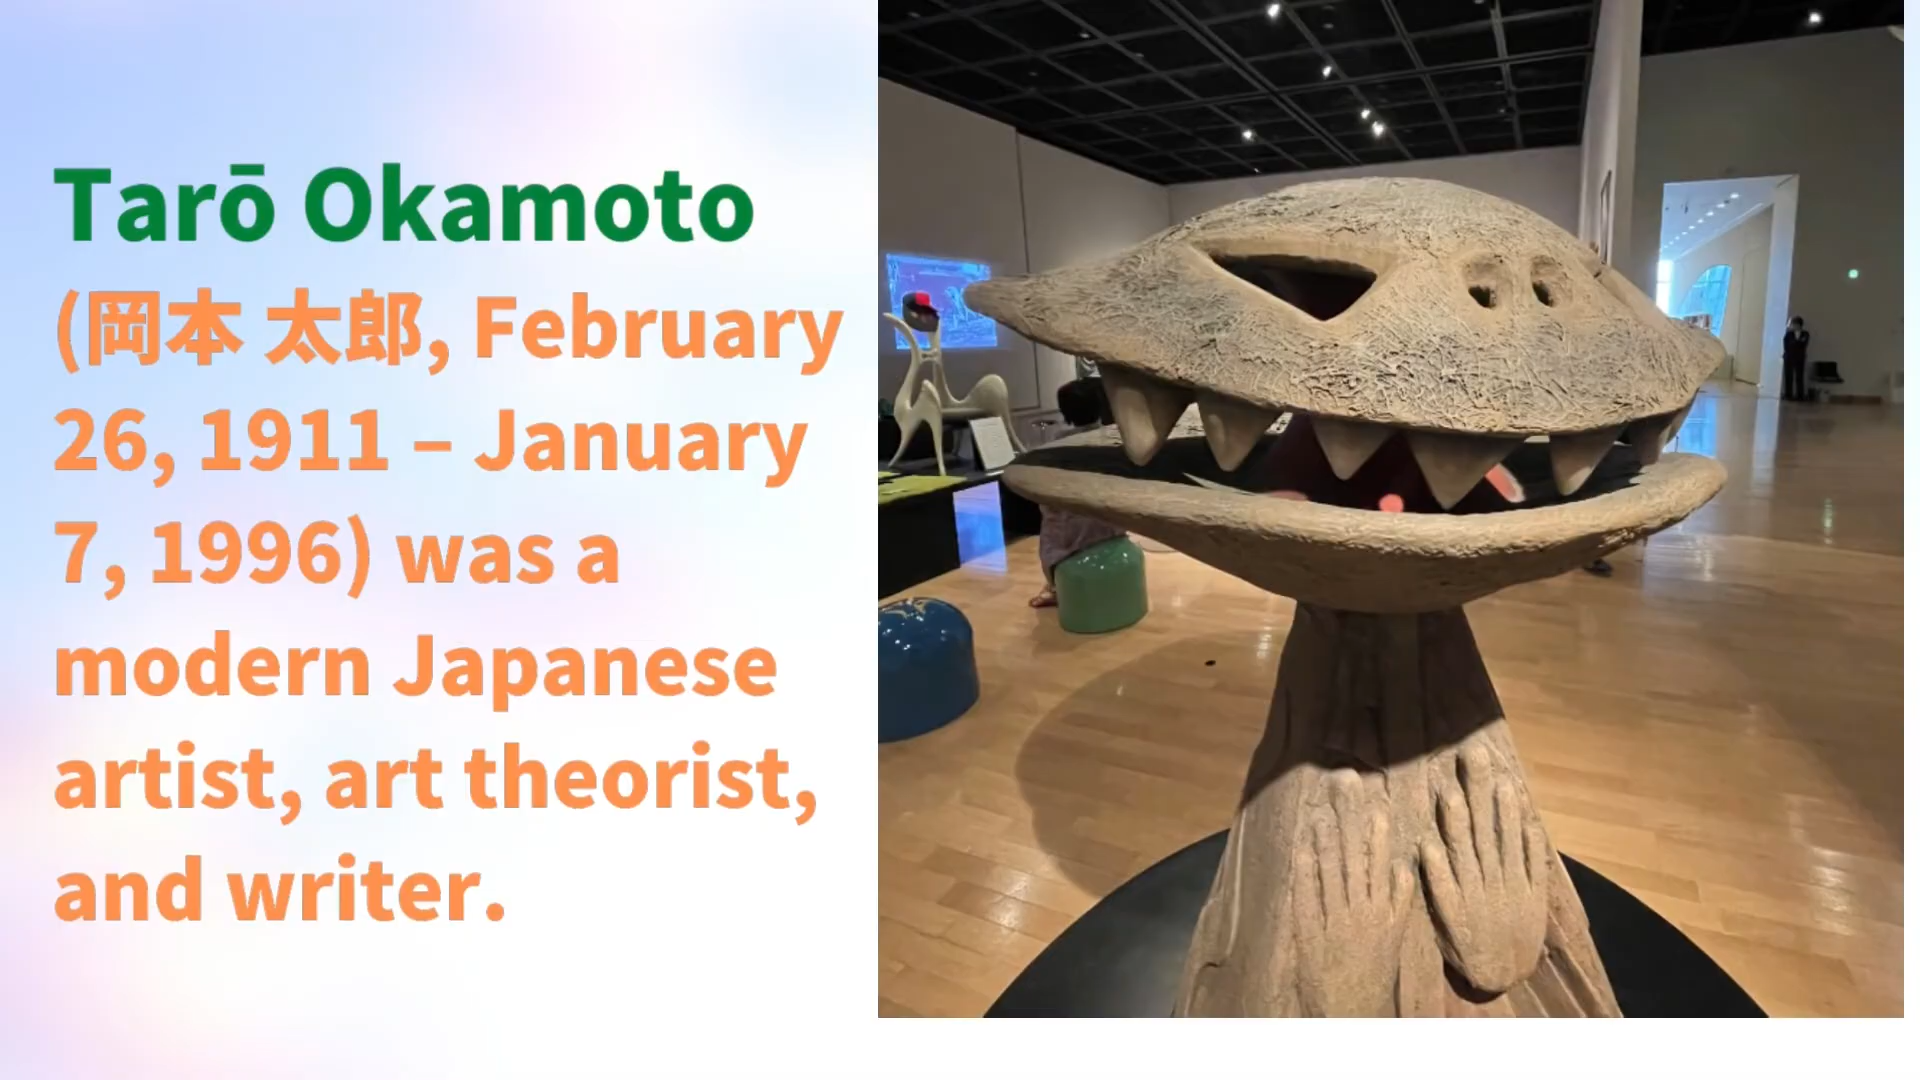 Tarō Okamoto
(岡本 太郎, February
26, 1911 – January
7, 1996) was a
modern Japanese
artist, art theorist,
and writer.